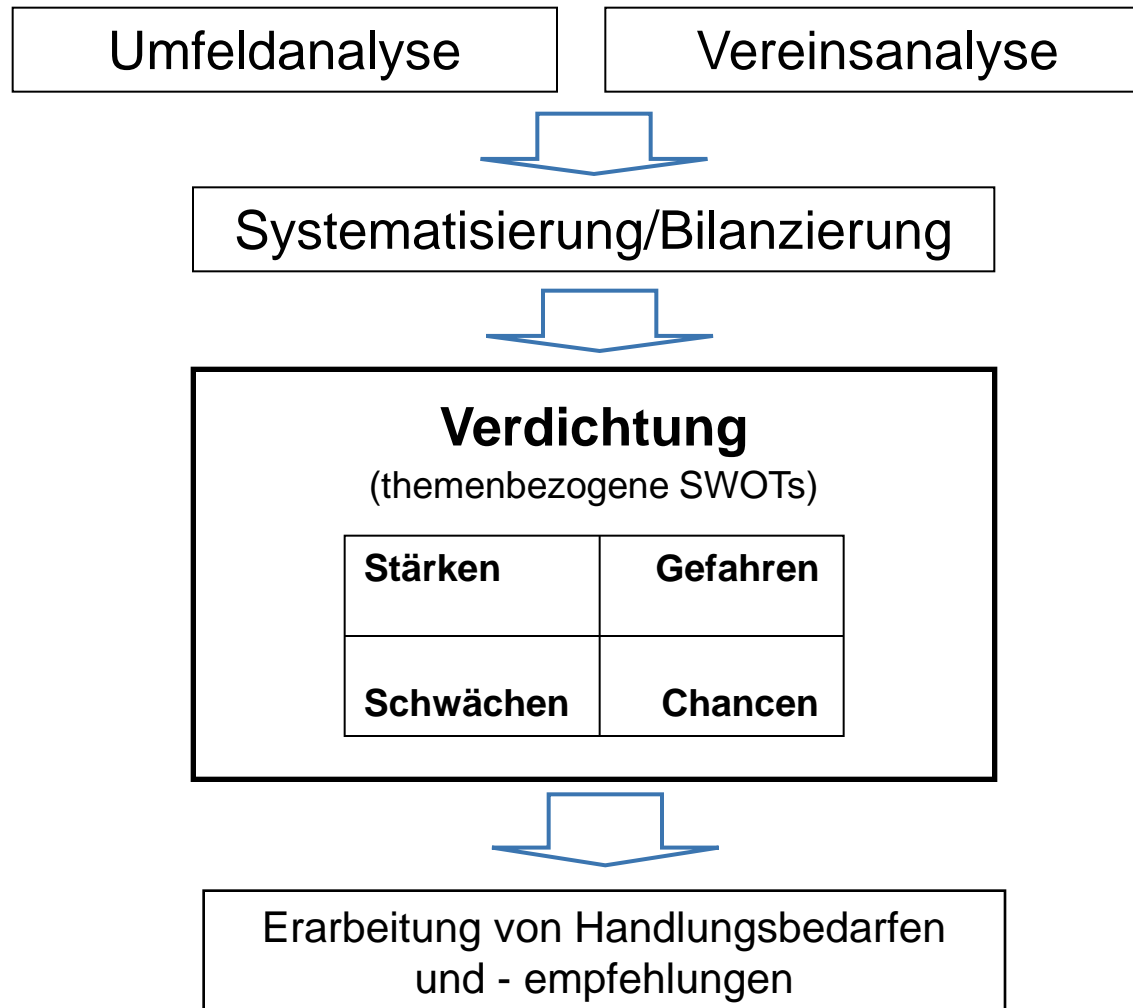 Umfeldanalyse
Vereinsanalyse
Systematisierung/Bilanzierung
Verdichtung
(themenbezogene SWOTs)
Stärken
Gefahren
Schwächen
Chancen
Erarbeitung von Handlungsbedarfen
und - empfehlungen